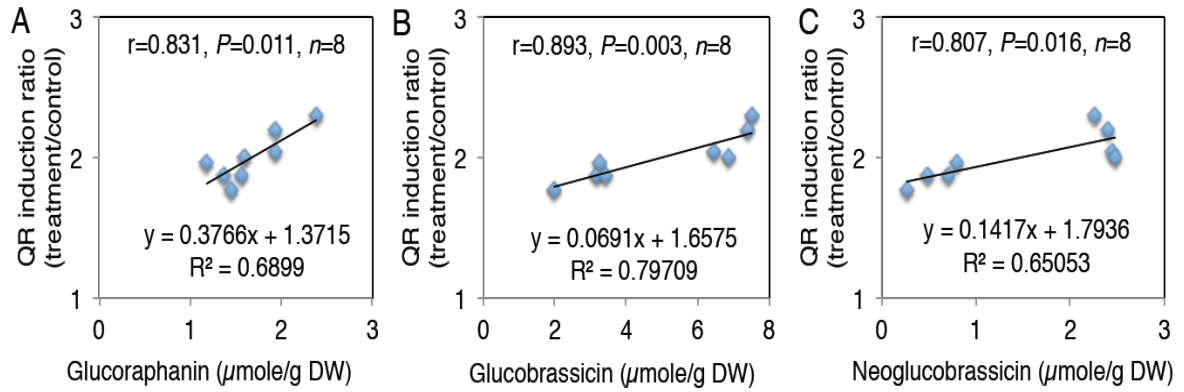 A
3
r=0.831, P=0.011, n=8
QR induction ratio
(treatment/control)
2
y = 0.3766x + 1.3715
R² = 0.6899
1
0 1 2 3
Glucoraphanin (µmole/g DW)
B
3
r=0.893, P=0.003, n=8
QR induction ratio
(treatment/control)
2
y = 0.0691x + 1.6575
R² = 0.79709
1
0 2 4 6 8
Glucobrassicin (µmole/g DW)
C
3
r=0.807, P=0.016, n=8
QR induction ratio
(treatment/control)
2
y = 0.1417x + 1.7936
R² = 0.65053
1
0 1 2 3
Neoglucobrassicin (µmole/g DW)